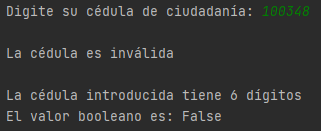 Digite su cédula de ciudadanía: 100348
La cédula es inválida
La cédula introducida tiene 6 dígitos
El valor booleano es: False